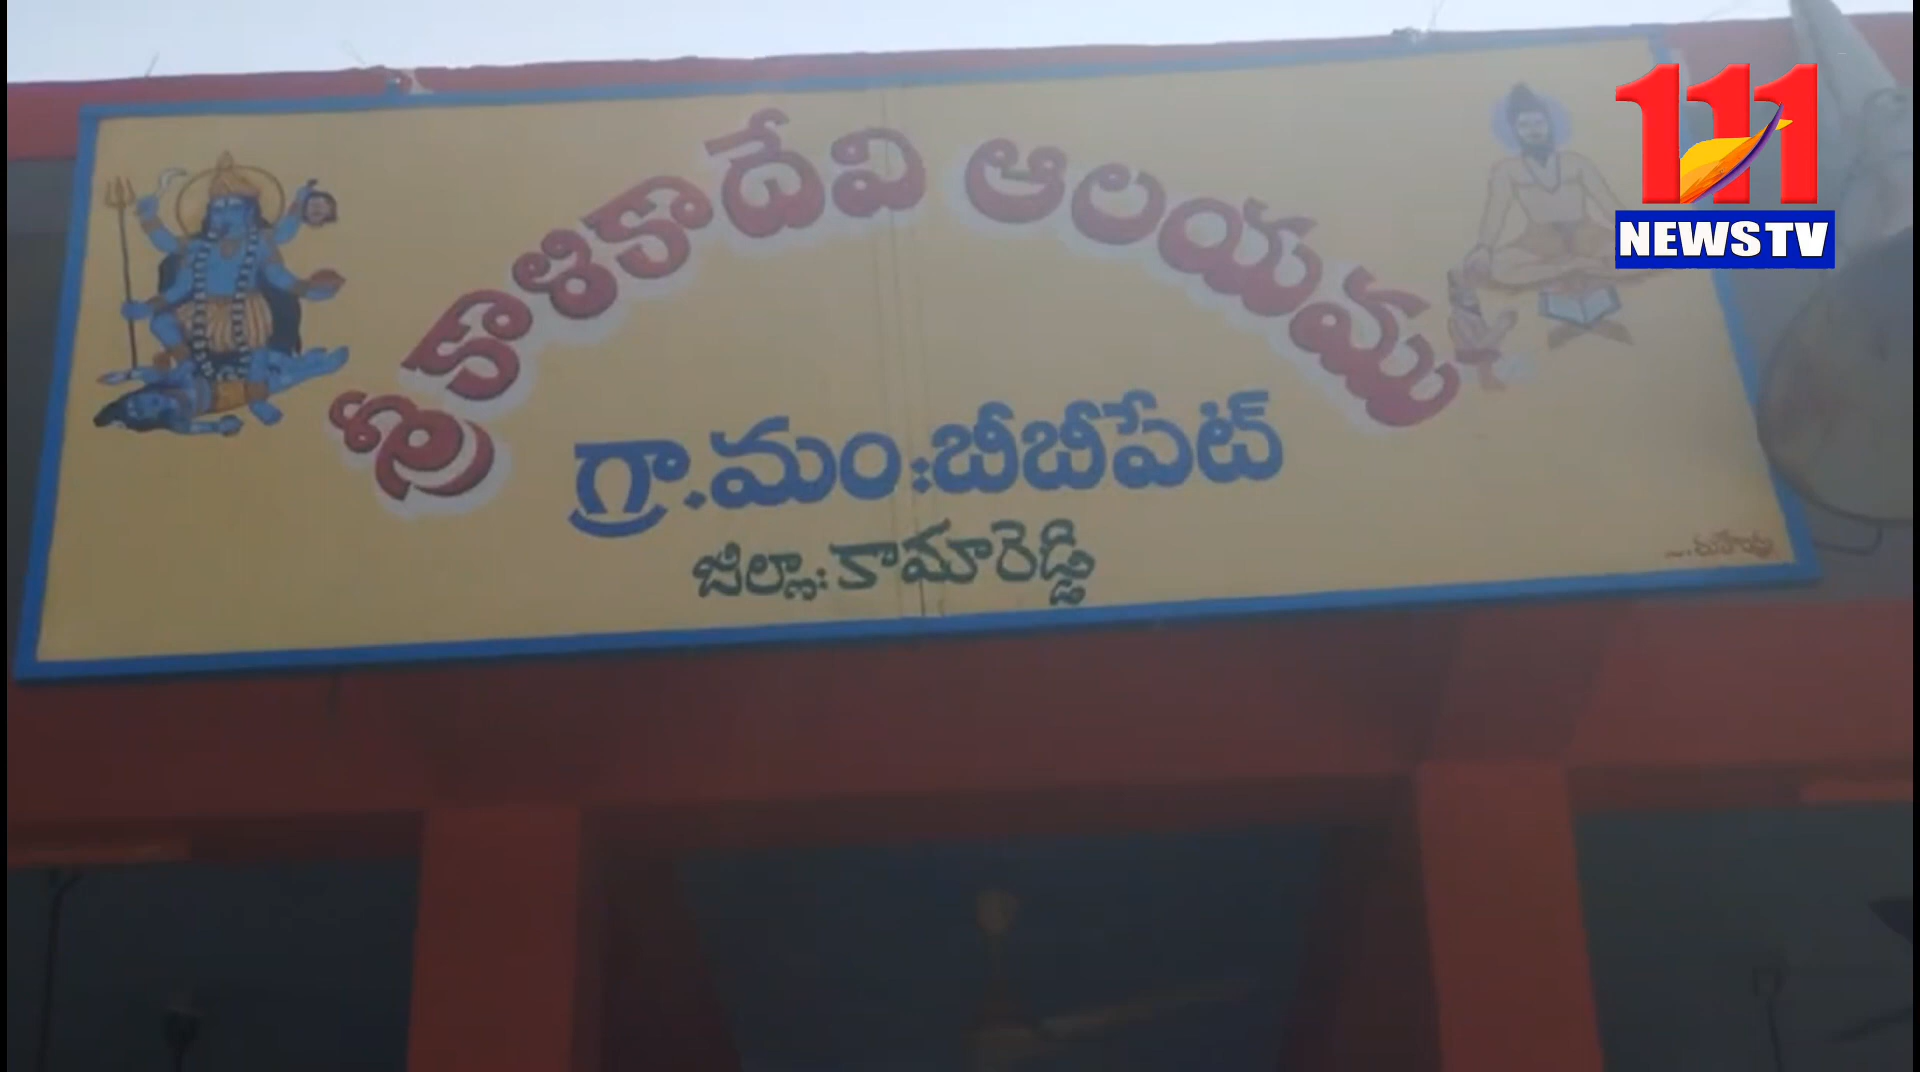 శ్రీ కాళికాదేవి ఆలయము
గ్రా.మం:బీబీపేట్
జిల్లా:కామారెడ్డి
111
NEWS TV